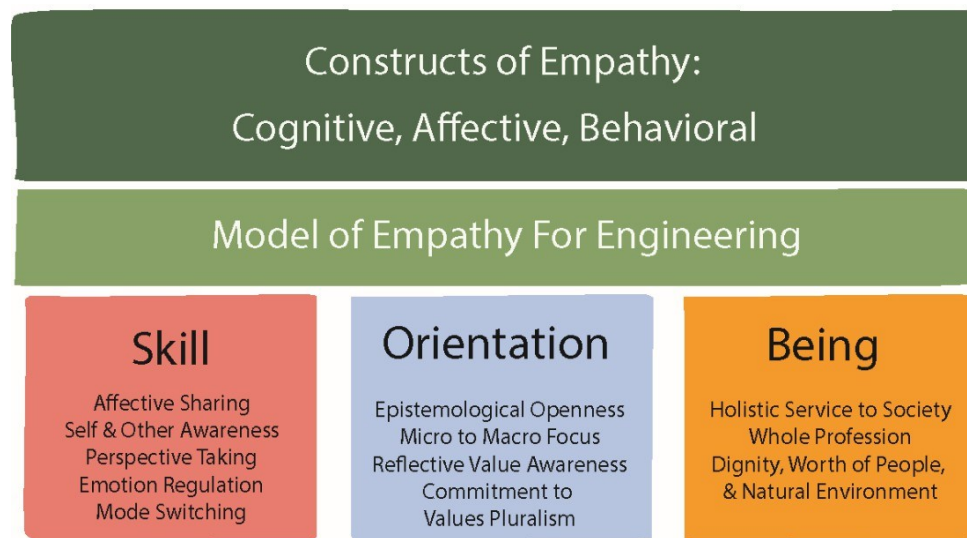 Constructs of Empathy:
Cognitive, Affective, Behavioral
Model of Empathy For Engineering
Skill
Affective Sharing
Self & Other Awareness
Perspective Taking
Emotion Regulation
Mode Switching
Orientation
Epistemological Openness
Micro to Macro Focus
Reflective Value Awareness
Commitment to
Values Pluralism
Being
Holistic Service to Society
Whole Profession
Dignity, Worth of People,
& Natural Environment